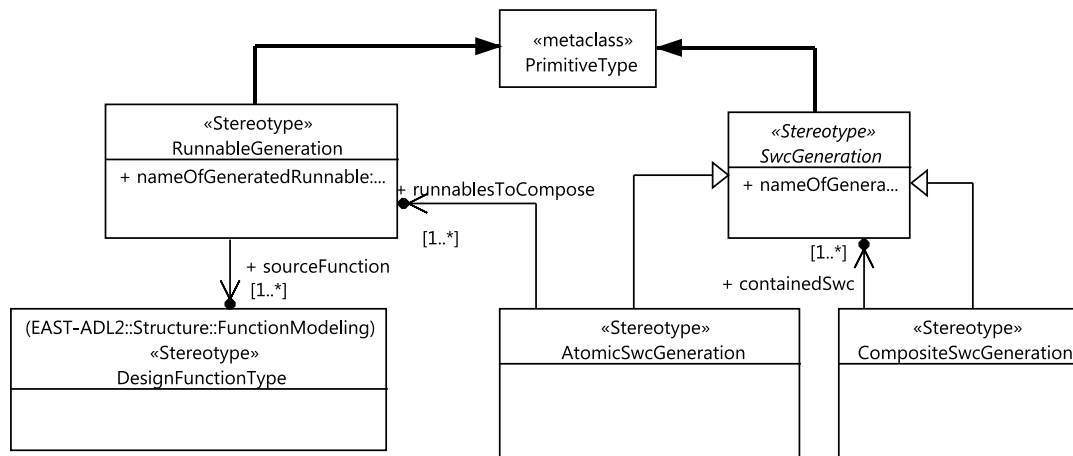 «metaclass»
PrimitiveType
«Stereotype»
RunnableGeneration
+ nameOfGeneratedRunnable:...
«Stereotype»
SwcGeneration
+ nameOfGenera...
+ runnablesToCompose
[1..*]
[1..*]
+ containedSwc
+ sourceFunction
[1..*]
(EAST-ADL2::Structure::FunctionModeling)
«Stereotype»
DesignFunctionType
«Stereotype»
AtomicSwcGeneration
«Stereotype»
CompositeSwcGeneration